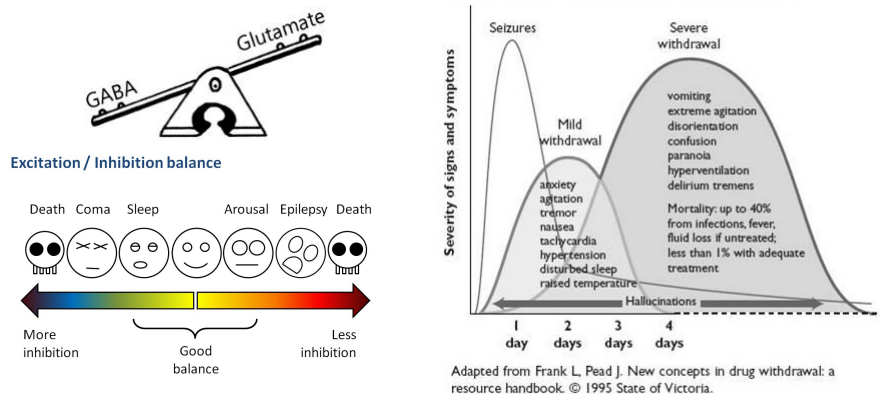 GABA
Glutamate
Excitation / Inhibition balance
Death
Coma
Sleep
Arousal
Epilepsy
Death
More
inhibition
Good
balance
Less
inhibition
Severity of signs and symptoms
Seizures
Mild
withdrawal
anxiety
agitation
tremor
nausea
tachycardia
hypertension
disturbed sleep
raised temperature
Severe
withdrawal
vomiting
extreme agitation
disorientation
confusion
paranoia
hyperventilation
delirium tremens
Mortality: up to 40%
from infections, fever,
fluid loss if untreated;
less than 1% with adequate
treatment
Hallucinations
1
day
2
days
3
days
4
days
Adapted from Frank L, Pead J. New concepts in drug withdrawal: a
resource handbook. © 1995 State of Victoria.